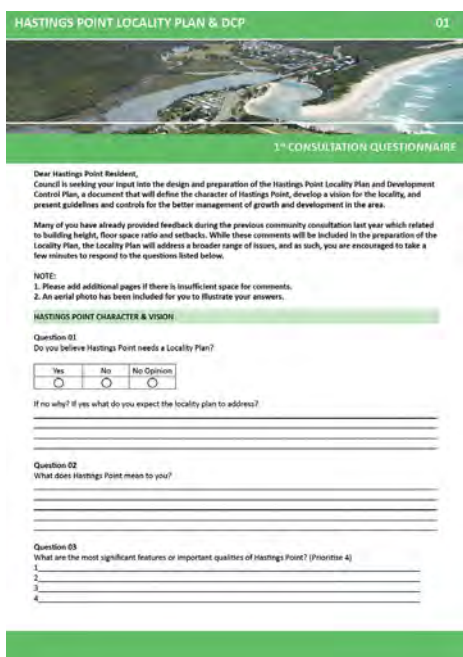 HASTINGS POINT LOCALITY PLAN & DCP 01
1st CONSULTATION QUESTIONNAIRE
Dear Hastings Point Resident,
Council is seeking your input into the design and preparation of the Hastings Point Locality Plan and Development
Control Plan, a document that will define the character of Hastings Point, develop a vision for the locality, and
present guidelines and controls for the better management of growth and development in the area.
Many of you have already provided feedback during the previous community consultation last year which related
to building height, floor space ratio and setbacks. While these comments will be included in the preparation of the
Locality Plan, the Locality Plan will address a broader range of issues, and as such, you are encouraged to take a
few minutes to respond to the questions listed below.
NOTE:
1. Please add additional pages if there is insufficient space for comments.
2. An aerial photo has been included for you to illustrate your answers.
HASTINGS POINT CHARACTER & VISION
Question 01
Do you believe Hastings Point needs a Locality Plan?
Yes No No Opinion
If no why? If yes what do you expect the locality plan to address?
Question 02
What does Hastings Point mean to you?
Question 03
What are the most significant features or important qualities of Hastings Point? (Prioritise 4)
1
2
3
4